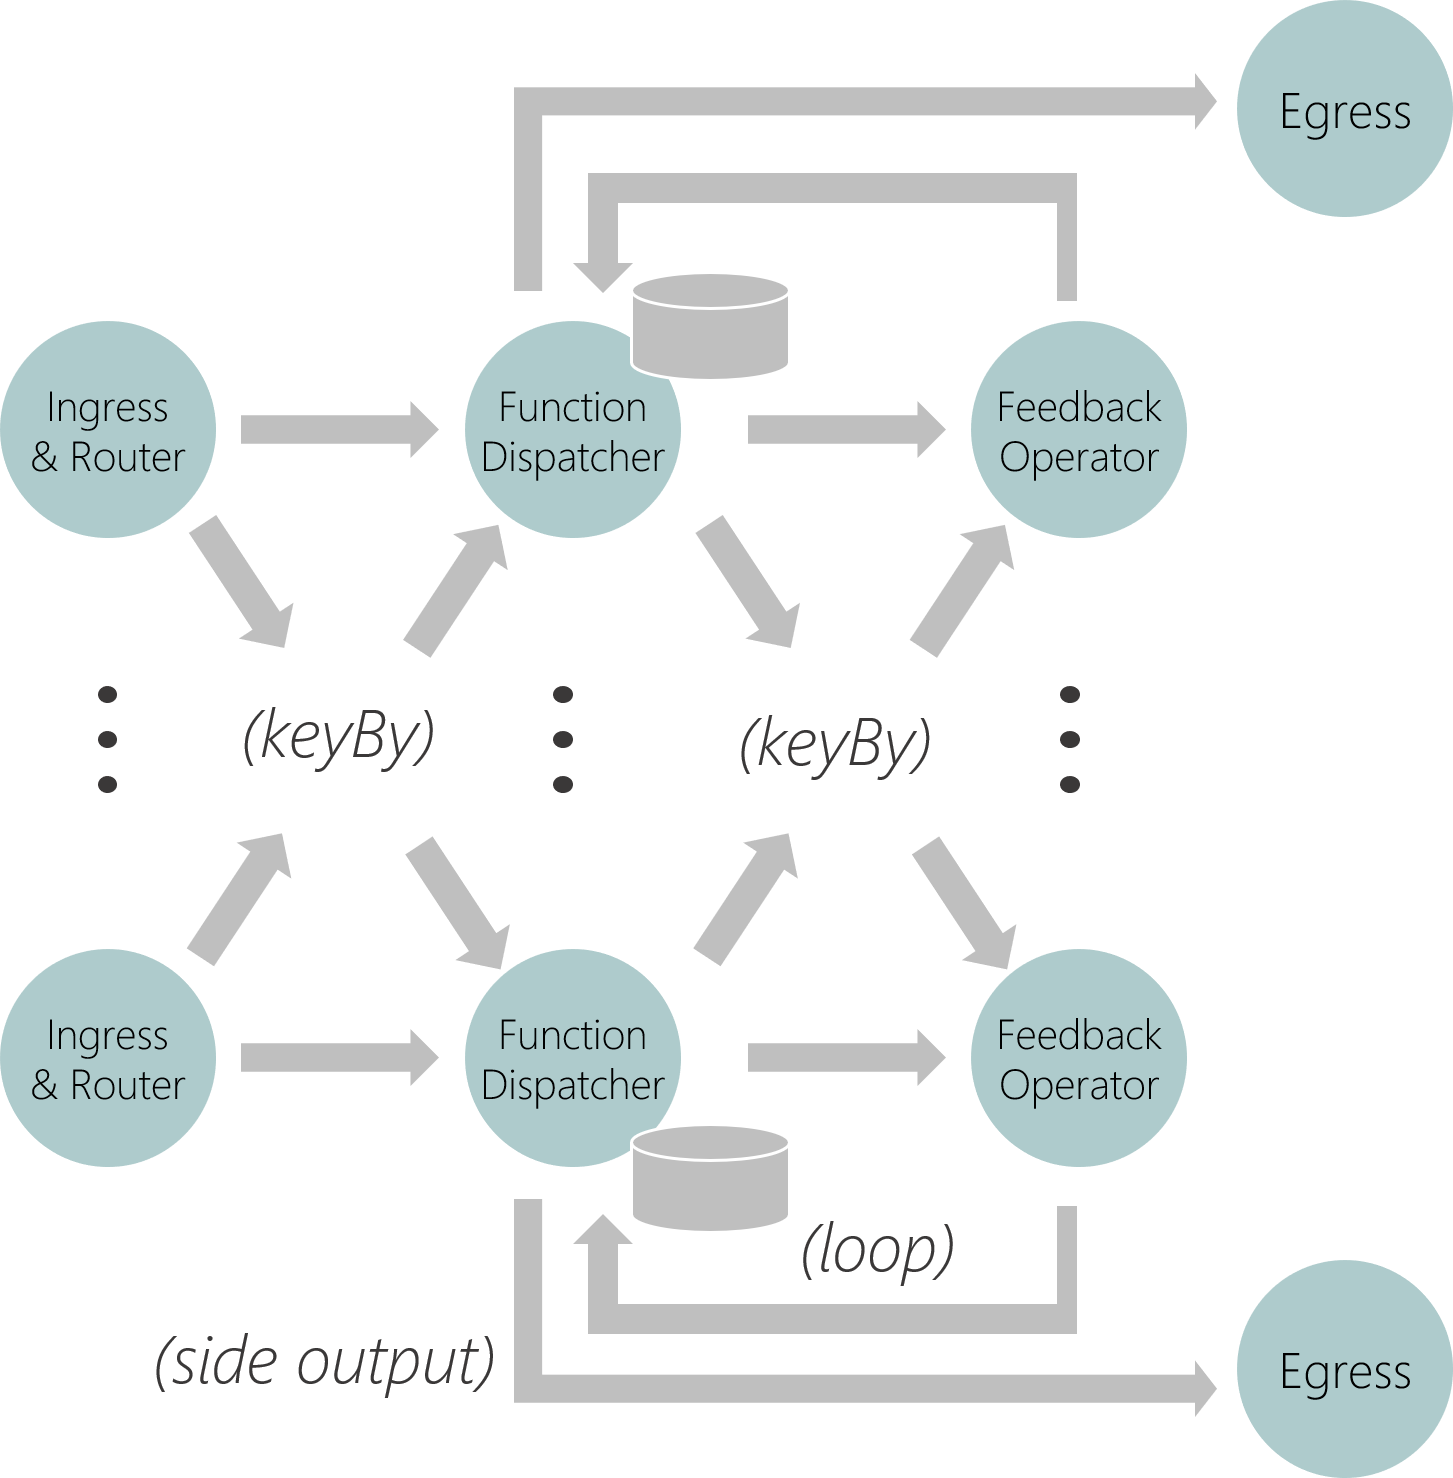 Egress
Ingress
& Router
Function
Dispatcher
Feedback
Operator
(keyBy)
(keyBy)
Ingress
& Router
Function
Dispatcher
Feedback
Operator
(loop)
(side output)
Egress